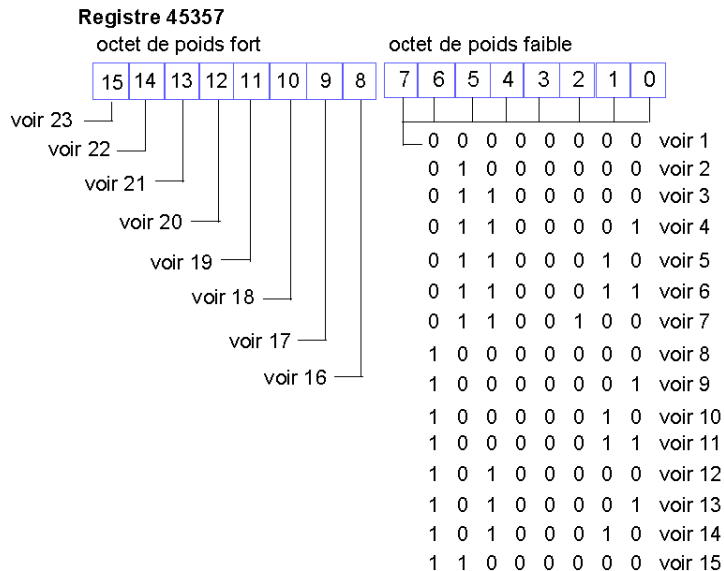 Registre 45357
octet de poids fort
octet de poids faible
15 14 13 12 11 10 9 8
7 6 5 4 3 2 1 0
voir 23
voir 22
voir 21
voir 20
voir 19
voir 18
voir 17
voir 16
0 0 0 0 0 0 0 0 voir 1
0 1 0 0 0 0 0 0 voir 2
0 1 1 0 0 0 0 0 voir 3
0 1 1 0 0 0 0 1 voir 4
0 1 1 0 0 0 1 0 voir 5
0 1 1 0 0 0 1 1 voir 6
0 1 1 0 0 1 0 0 voir 7
1 0 0 0 0 0 0 0 voir 8
1 0 0 0 0 0 0 1 voir 9
1 0 0 0 0 0 1 0 voir 10
1 0 0 0 0 0 1 1 voir 11
1 0 1 0 0 0 0 0 voir 12
1 0 1 0 0 0 0 1 voir 13
1 0 1 0 0 0 1 0 voir 14
1 1 0 0 0 0 0 0 voir 15